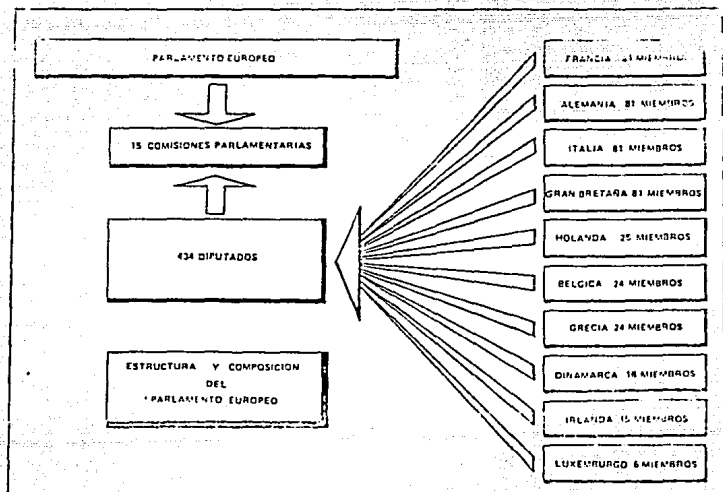 PARLAMENTO EUROPEO
15 COMISIONES PARLAMENTARIAS
434 DIPUTADOS
ESTRUCTURA Y COMPOSICION
DEL
PARLAMENTO EUROPEO
FRANCIA 81 MIEMBROS
ALEMANIA 81 MIEMBROS
ITALIA 81 MIEMBROS
GRAN BRETAÑA 81 MIEMBROS
HOLANDA 25 MIEMBROS
BELGICA 24 MIEMBROS
GRECIA 24 MIEMBROS
DINAMARCA 16 MIEMBROS
IRLANDA 15 MIEMBROS
LUXEMBURGO 6 MIEMBROS